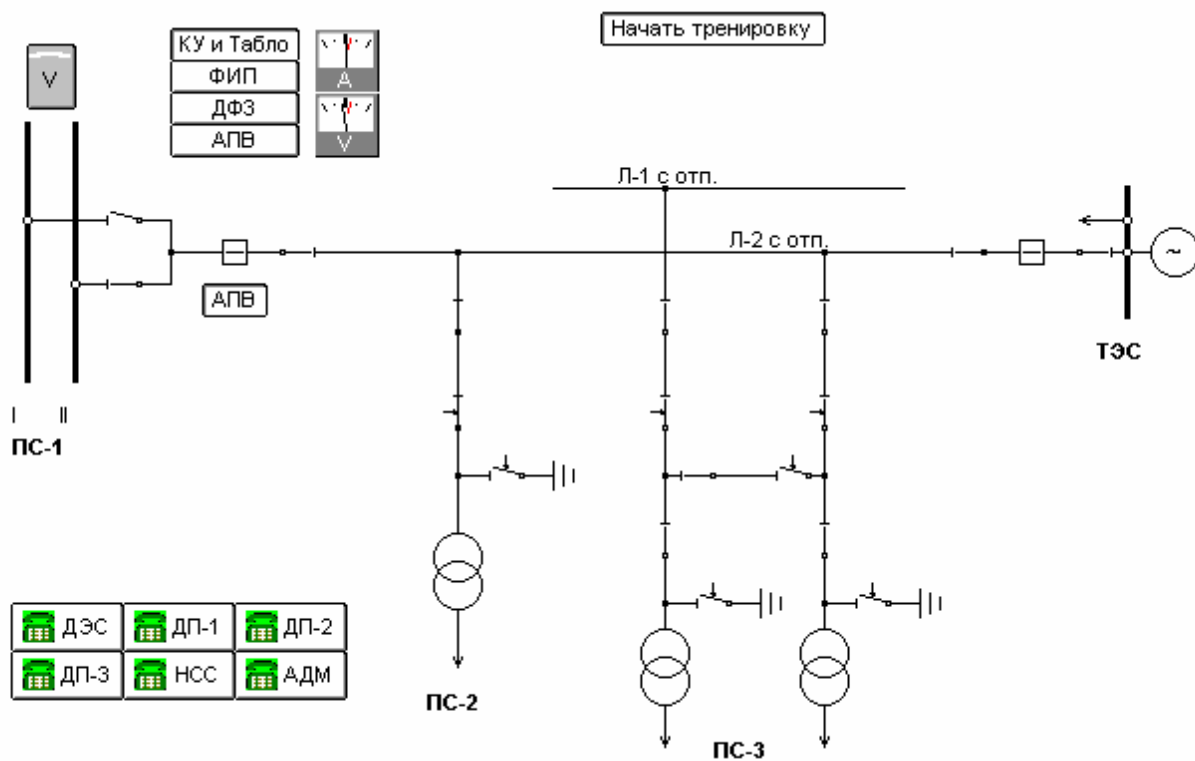 Начать тренировку
КУ и Табло
ФИП
ДФЗ
АПВ
A
V
V
Л-1 с отп.
Л-2 с отп.
~
АПВ
ТЭС
I II
ПС-1
ДЭС ДП-1 ДП-2
ДП-3 НСС АДМ
ПС-2
ПС-3